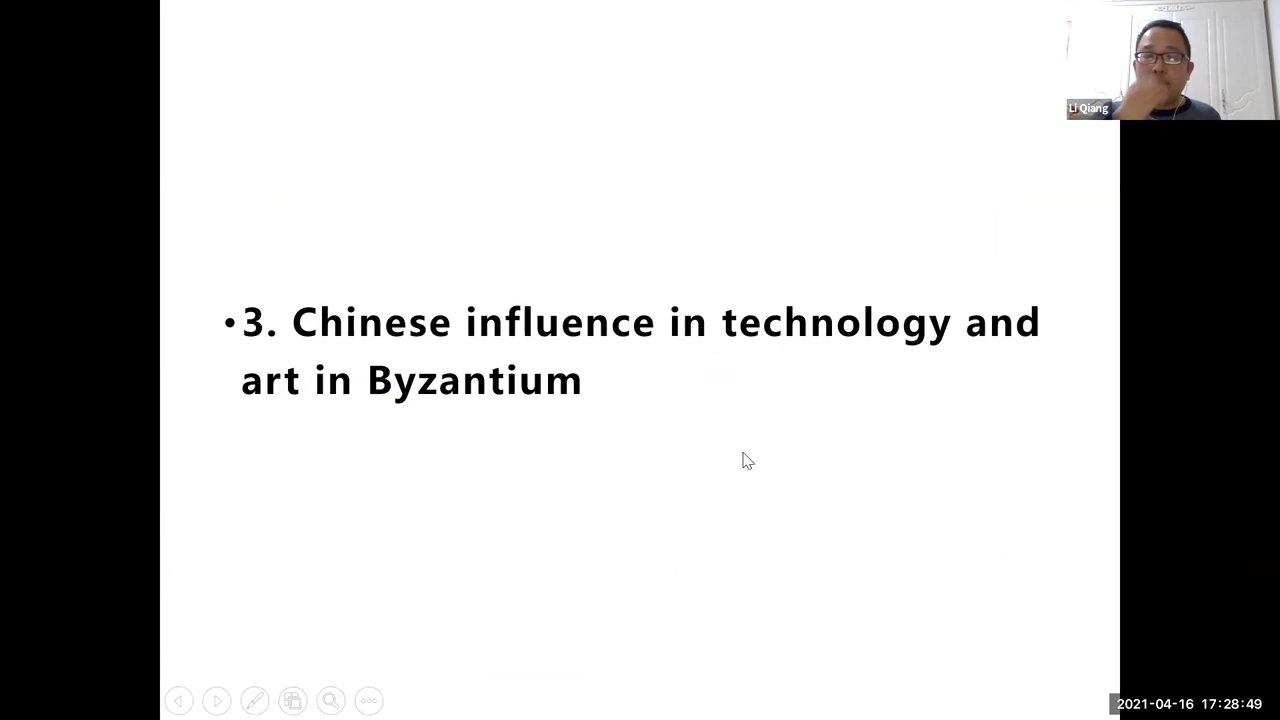 Li Qiang
•3. Chinese influence in technology and
art in Byzantium
2021-04-16 17:28:49